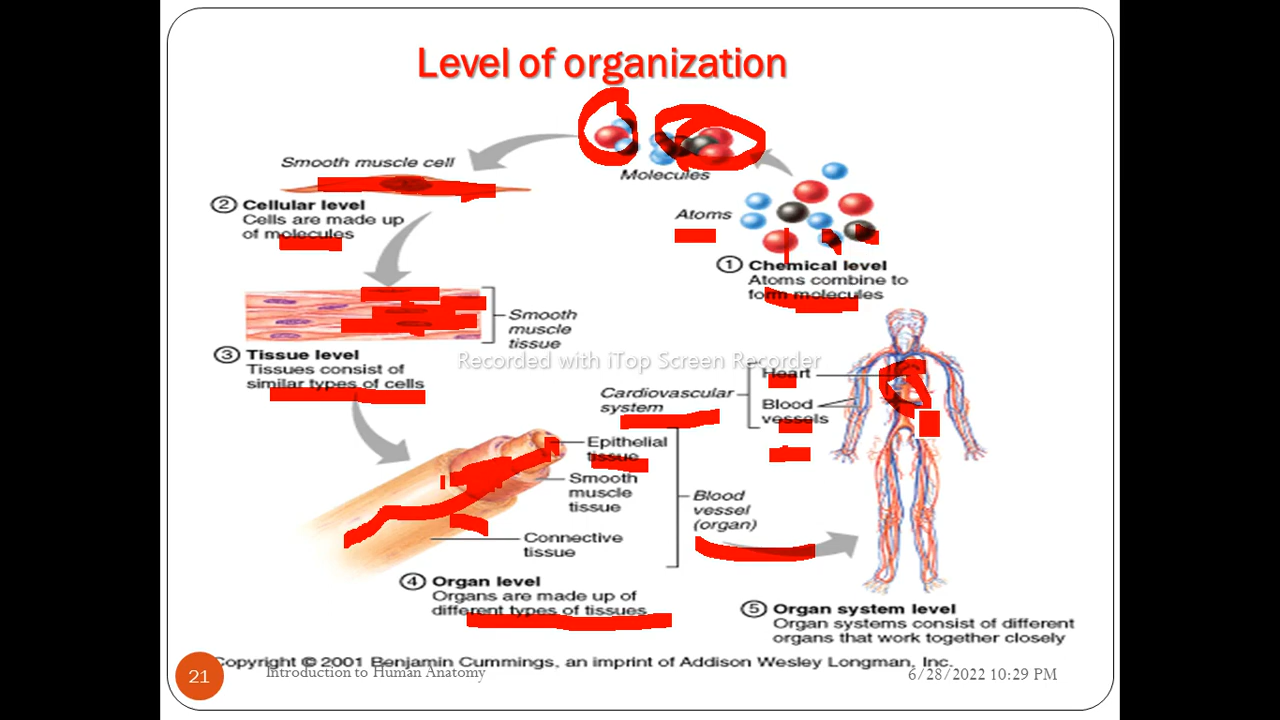 Level of organization
Molecules
Atoms
① Chemical level
Atoms combine to
form molecules
Smooth muscle cell
② Cellular level
Cells are made up
of molecules
Smooth
muscle
tissue
③ Tissue level
Tissues consist of
similar types of cells
Recorded with iTop Screen Recorder
Epithelial
tissue
Smooth
muscle
tissue
Connective
tissue
Blood
vessel
(organ)
④ Organ level
Organs are made up of
different types of tissues
Cardiovascular
system
Heart
Blood
vessels
⑤ Organ system level
Organ systems consist of different
organs that work together closely
Copyright © 2001 Benjamin Cummings, an imprint of Addison Wesley Longman, Inc.
21
Introduction to Human Anatomy
6/28/2022 10:29 PM